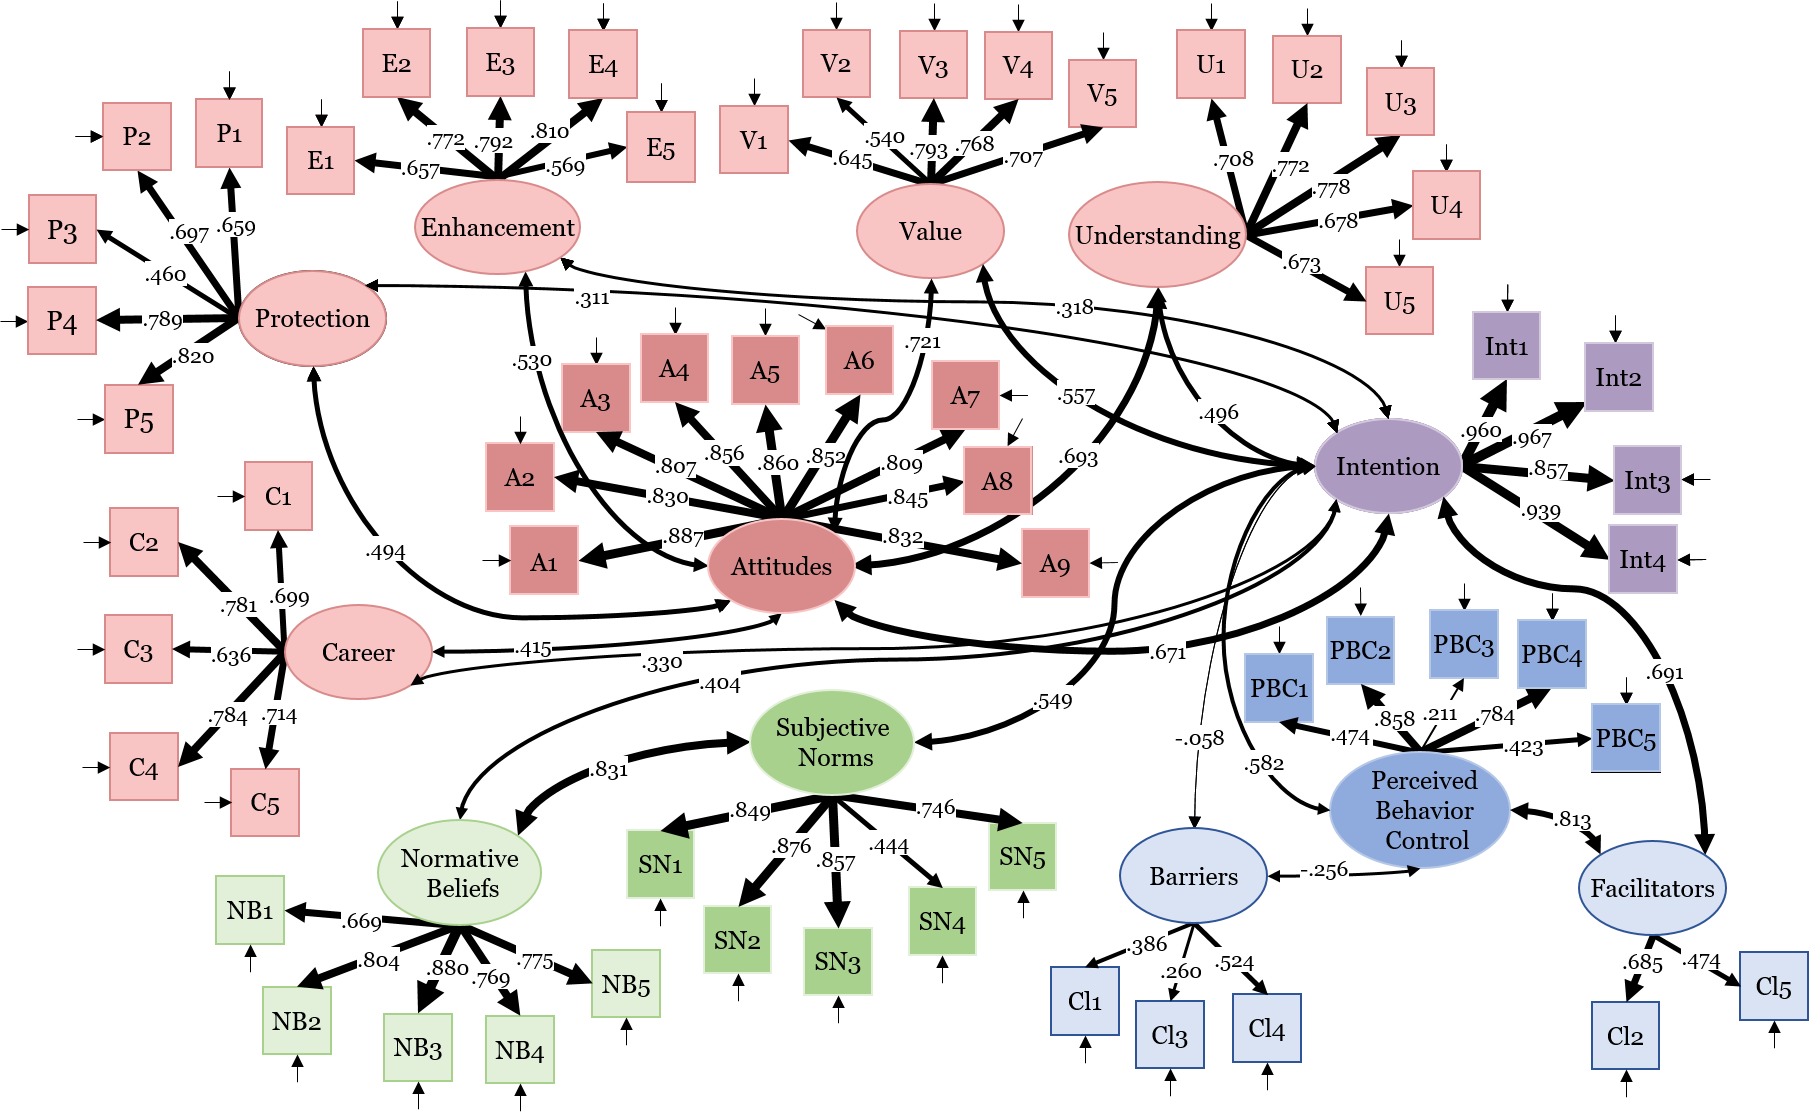 E2
E3
E4
V2
V3
V4
U1
U2
V5
U3
P2
P1
E1
E5
V1
.772
.792
.810
.569
.657
.540
.793
.768
.707
.645
.708
.772
.778
.678
.673
U4
U5
P3
P4
P5
.697
.659
.460
.789
.820
Protection
Enhancement
Value
Understanding
.311
.318
.530
.721
.557
.496
.693
A3
A4
A5
A6
A7
A2
A8
A1
A9
.807
.856
.860
.852
.809
.830
.845
.887
.832
Attitudes
Intention
Int1
Int2
Int3
Int4
.960
.967
.857
.939
.494
C1
C2
C3
C4
C5
.781
.699
.636
.784
.714
Career
.415
.330
.404
.671
.549
.691
-.058
.582
PBC1
PBC2
PBC3
PBC4
PBC5
.474
.858
.211
.784
.423
Perceived
Behavior
Control
Subjective
Norms
.831
.849
.876
.857
.444
.746
SN1
SN2
SN3
SN4
SN5
Normative
Beliefs
NB1
NB2
NB3
NB4
NB5
.669
.804
.880
.769
.775
Barriers
-.256
.813
Facilitators
.386
.260
.524
Cl1
Cl3
Cl4
.685
.474
Cl2
Cl5